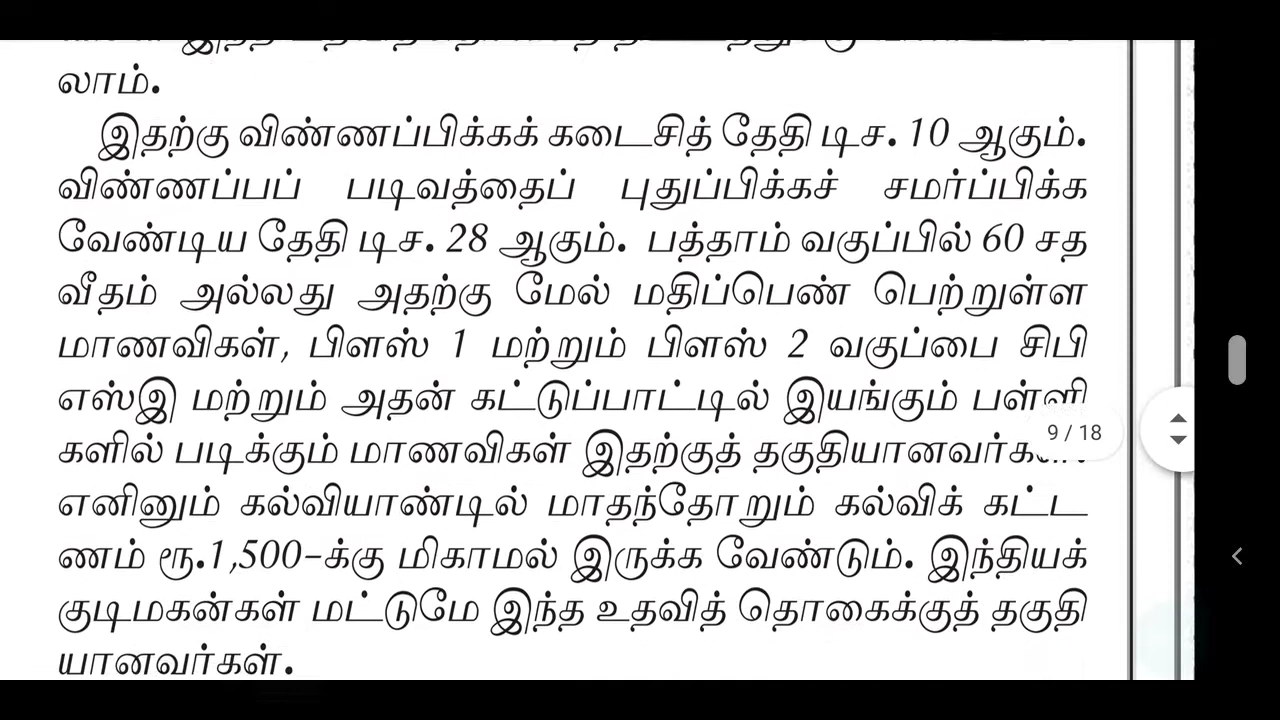 லாம்.
இதற்கு விண்ணப்பிக்கக் கடைசித் தேதி டிச. 10 ஆகும்.
விண்ணப்பப் படிவத்தைப் புதுப்பிக்கச் சமர்ப்பிக்க
வேண்டிய தேதி டிச. 28 ஆகும். பத்தாம் வகுப்பில் 60 சத
வீதம் அல்லது அதற்கு மேல் மதிப்பெண் பெற்றுள்ள
மாணவிகள், பிளஸ் 1 மற்றும் பிளஸ் 2 வகுப்பை சிபி
எஸ்இ மற்றும் அதன் கட்டுப்பாட்டில் இயங்கும் பள்ளி
9 / 18
களில் படிக்கும் மாணவிகள் இதற்குத் தகுதியானவர்கள்.
எனினும் கல்வியாண்டில் மாதந்தோறும் கல்விக் கட்ட
ணம் ரூ.1,500-க்கு மிகாமல் இருக்க வேண்டும். இந்தியக்
குடிமகன்கள் மட்டுமே இந்த உதவித் தொகைக்குத் தகுதி
யானவர்கள்.